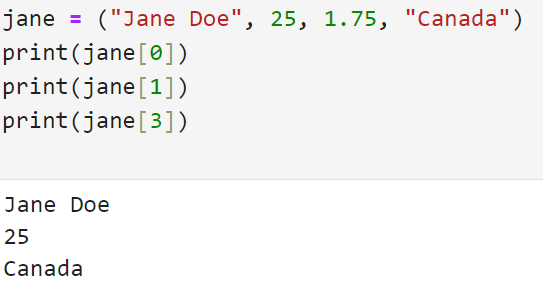 jane = ("Jane Doe", 25, 1.75, "Canada")
print(jane[0])
print(jane[1])
print(jane[3])
Jane Doe
25
Canada